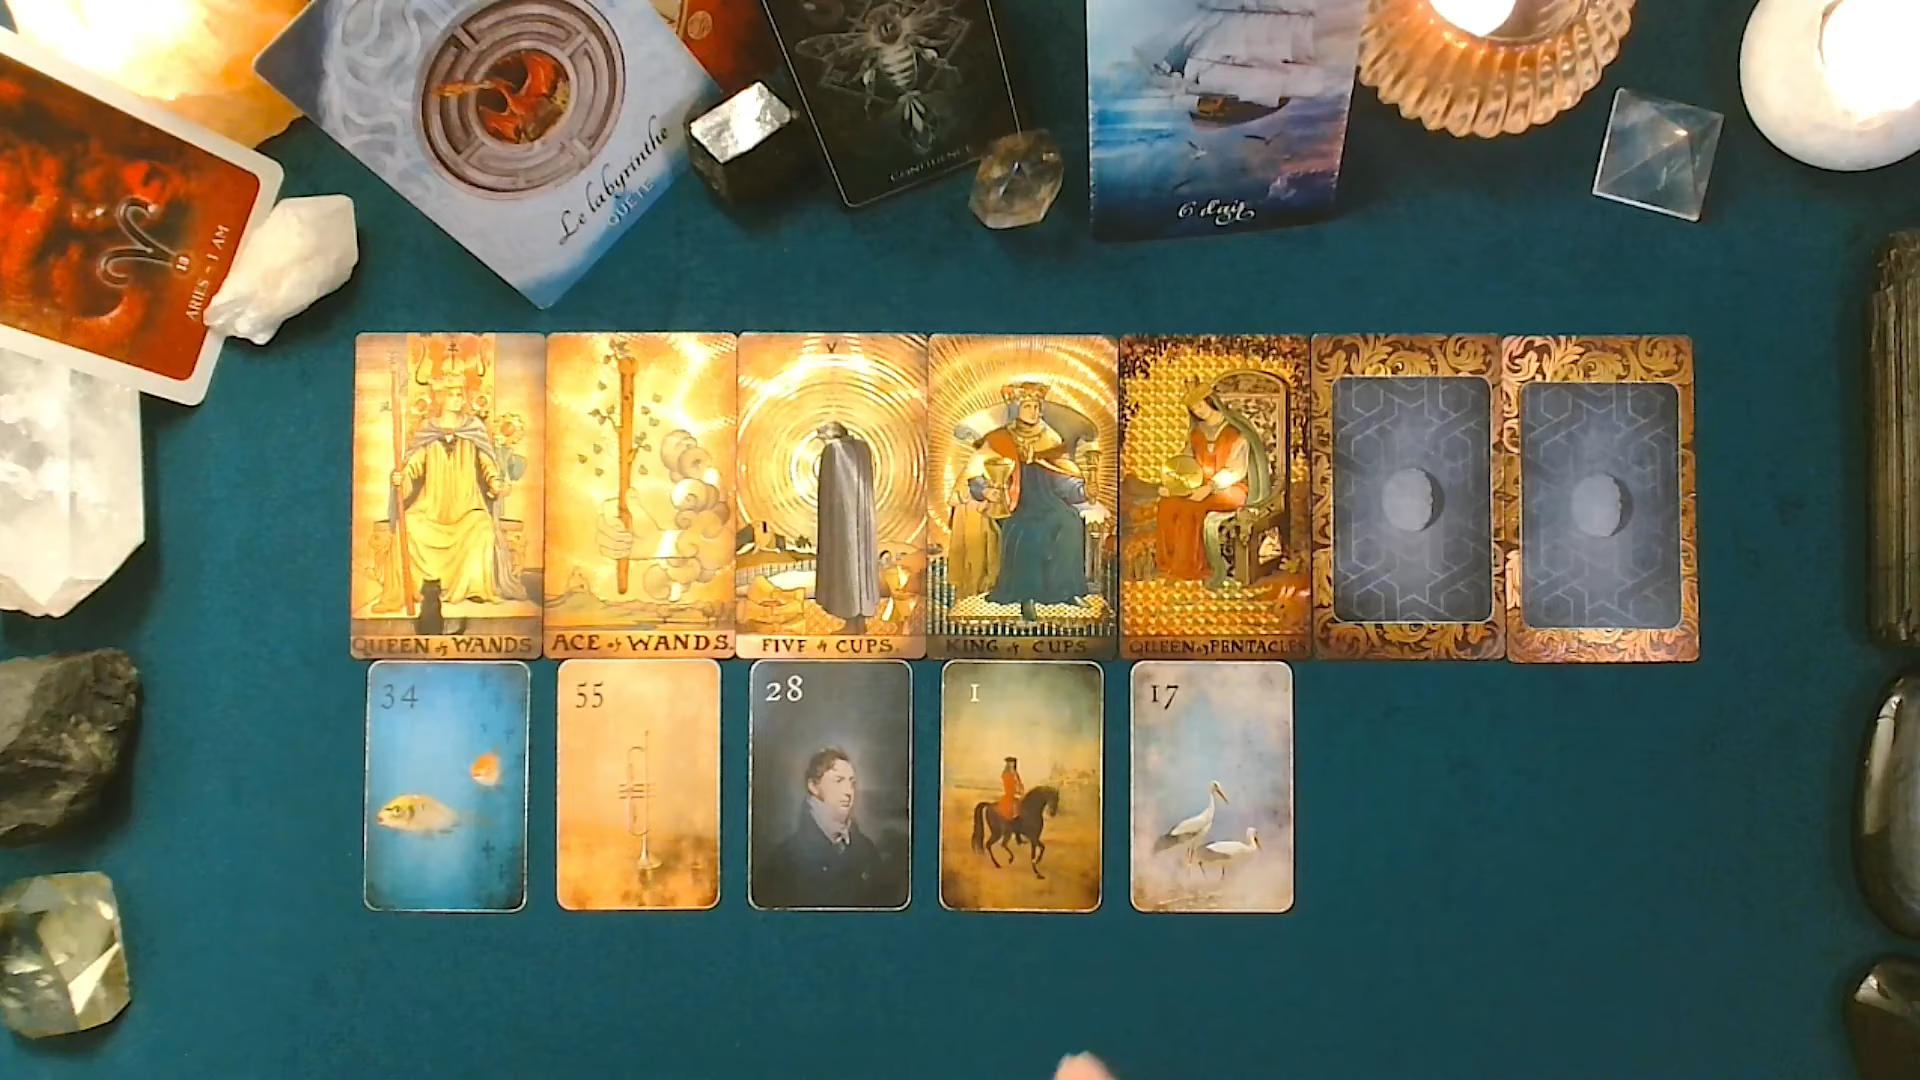 Le labyrinthe
QUÊTE
CONFIDENCE
6 d'air
18
ARIES - I AM
V
QUEEN of WANDS
ACE of WANDS.
FIVE of CUPS.
KING of CUPS
QUEEN of PENTACLES
34
55
28
1
17